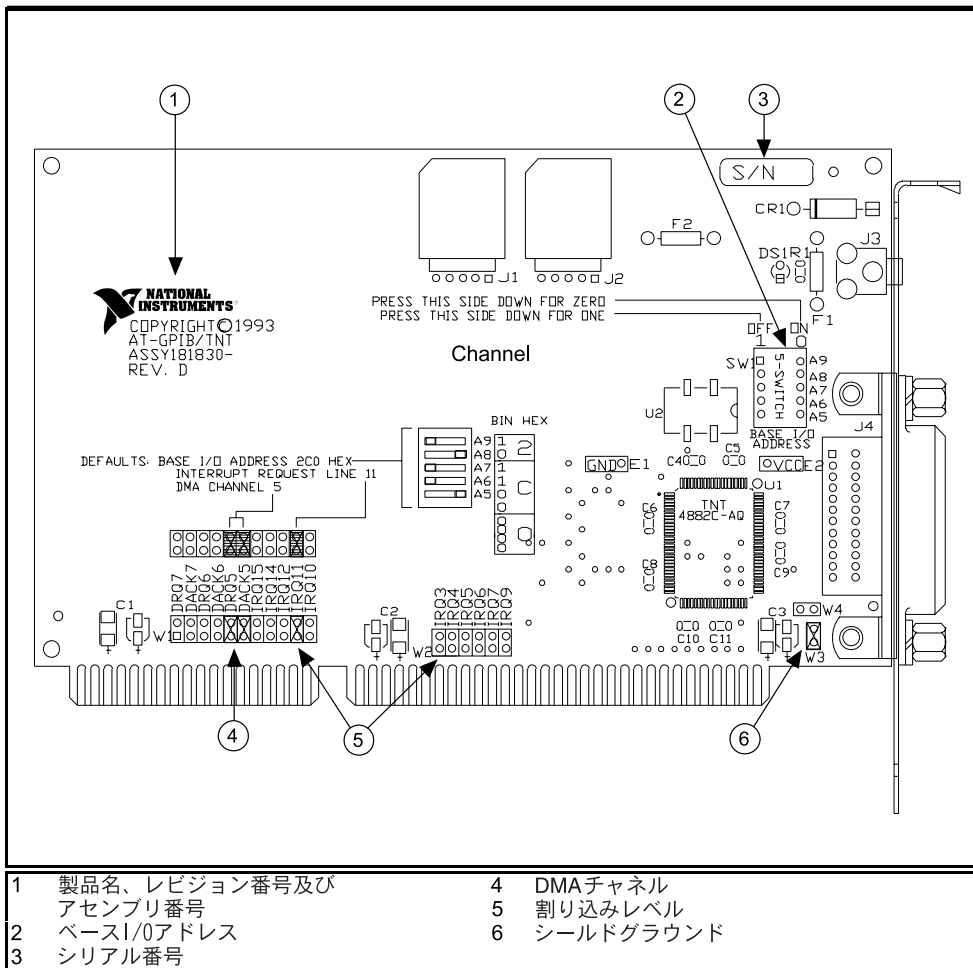 1
2
3
S/N
CR1
F2
J3
DS1
R1
J1
J2
NATIONAL
INSTRUMENTS
PRESS THIS SIDE DOWN FOR ZERO
PRESS THIS SIDE DOWN FOR ONE
F1
COPYRIGHT©1993
AT-GPIB/TNT
ASSY181830-
REV. D
OFF ON
1 0
Channel
SW1
5-SWITCH
A9
A8
A7
A6
A5
U2
BASE I/O
ADDRESS
J4
BIN HEX
A9 1
A8 0
A7 1
A6 1
A5 0
2
C
0
0
0
0
0
0
DEFAULTS: BASE I/O ADDRESS 2C0 HEX
INTERRUPT REQUEST LINE 11
DMA CHANNEL 5
GND E1
C4
C5
VCC E2
U1
TNT
4882C-AQ
C6
C7
C8
C9
DRQ7
DACK7
DRQ6
DACK6
DRQ5
DACK5
IRQ15
IRQ14
IRQ12
IRQ11
IRQ10
C1
W1
C2
W2
IRQ3
IRQ4
IRQ5
IRQ6
IRQ7
IRQ9
C10
C11
C3
W4
W3
4
5
6
1 製品名、レビジョン番号及び
アセンブリ番号
2 ベースI/0アドレス
3 シリアル番号
4 DMAチャネル
5 割り込みレベル
6 シールドグラウンド